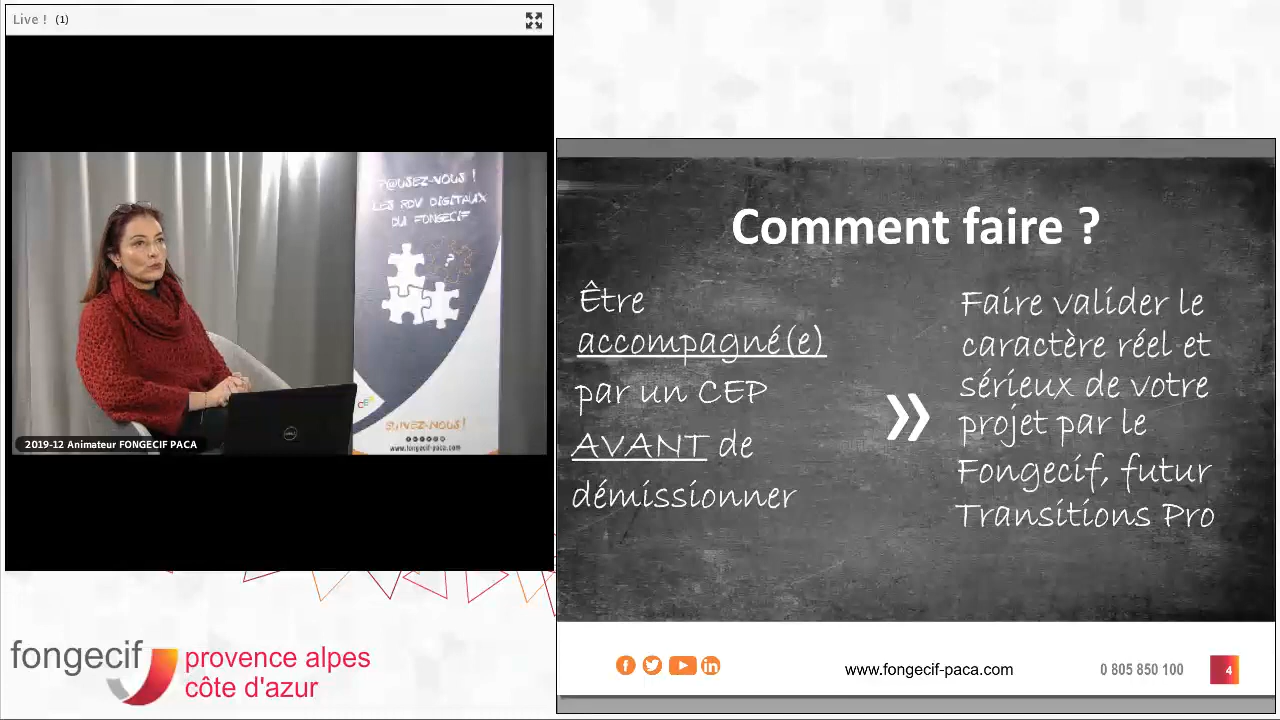 Live ! (1)
P@USEZ-VOUS !
LES RDV DIGITAUX
DU FONGECIF
?
CEP
SUIVEZ-NOUS !
www.fongecif-paca.com
DELL
2019-12 Animateur FONGECIF PACA
fongecif
provence alpes
côte d'azur
Comment faire ?
Être
accompagné(e)
par un CEP
AVANT de
démissionner
»
Faire valider le
caractère réel et
sérieux de votre
projet par le
Fongecif, futur
Transitions Pro
www.fongecif-paca.com
0 805 850 100
4